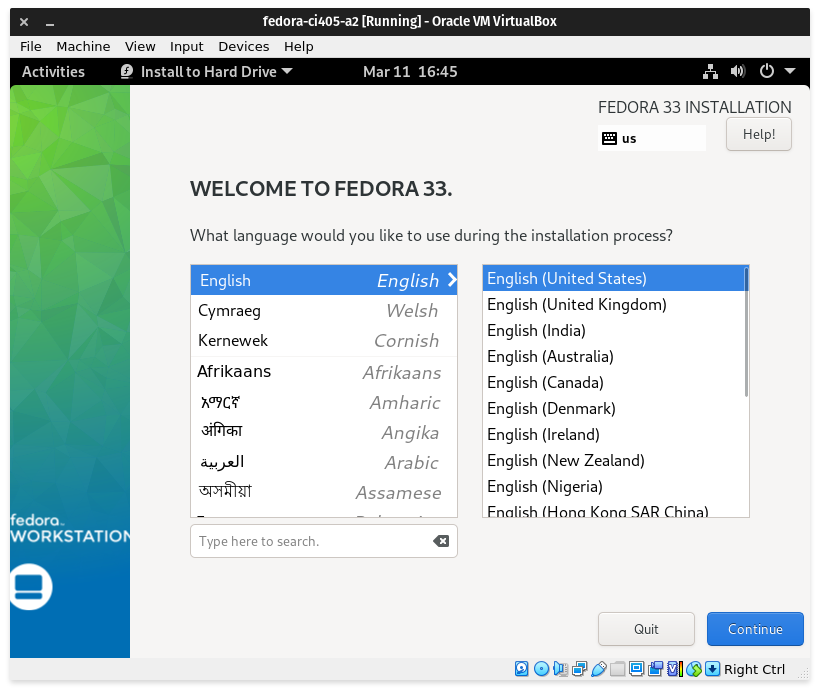 fedora-ci405-a2 [Running] - Oracle VM VirtualBox
File Machine View Input Devices Help
Activities Install to Hard Drive Mar 11 16:45
FEDORA 33 INSTALLATION
us Help!
WELCOME TO FEDORA 33.
What language would you like to use during the installation process?
English English
Cymraeg Welsh
Kernewek Cornish
Afrikaans Afrikaans
አማርኛ Amharic
अंगिका Angika
العربية Arabic
অসমীয়া Assamese
English (United States)
English (United Kingdom)
English (India)
English (Australia)
English (Canada)
English (Denmark)
English (Ireland)
English (New Zealand)
English (Nigeria)
English (Hong Kong SAR China)
Type here to search.
fedora
WORKSTATION
Quit Continue
Right Ctrl